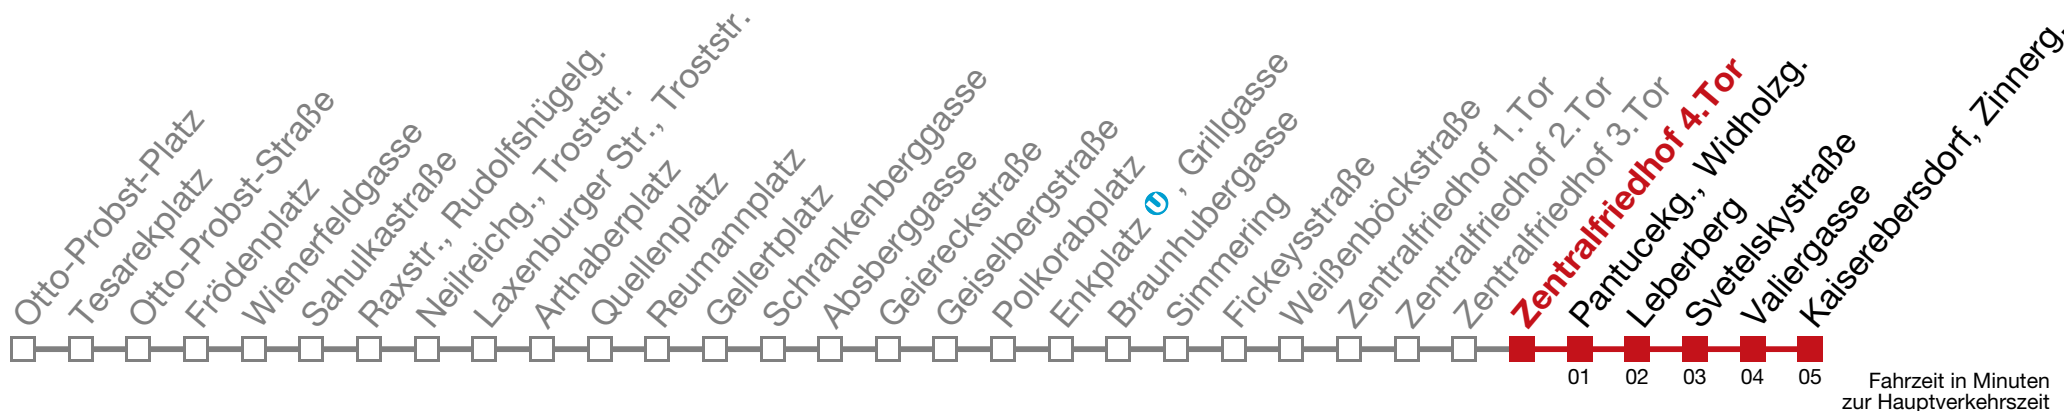 Otto-Probst-Platz
Tesarekplatz
Otto-Probst-Straße
Frödenplatz
Wienerfeldgasse
Sahulkastraße
Raxstr., Rudolfshügelg.
Neilreichg., Troststr.
Laxenburger Str., Troststr.
Arthaberplatz
Quellenplatz
Reumannplatz
Gellertplatz
Schrankenberggasse
Absberggasse
Geiereckstraße
Geiselbergstraße
Polkorabplatz
Enkplatz U, Grillgasse
Braunhubergasse
Simmering
Fickeysstraße
Weißenböckstraße
Zentralfriedhof 1.Tor
Zentralfriedhof 2.Tor
Zentralfriedhof 3.Tor
Zentralfriedhof 4.Tor
Pantucekg., Widholzg.
Leberberg
Svetelskystraße
Valiergasse
Kaiserebersdorf, Zinnerg.
01 02 03 04 05
Fahrzeit in Minuten
zur Hauptverkehrszeit